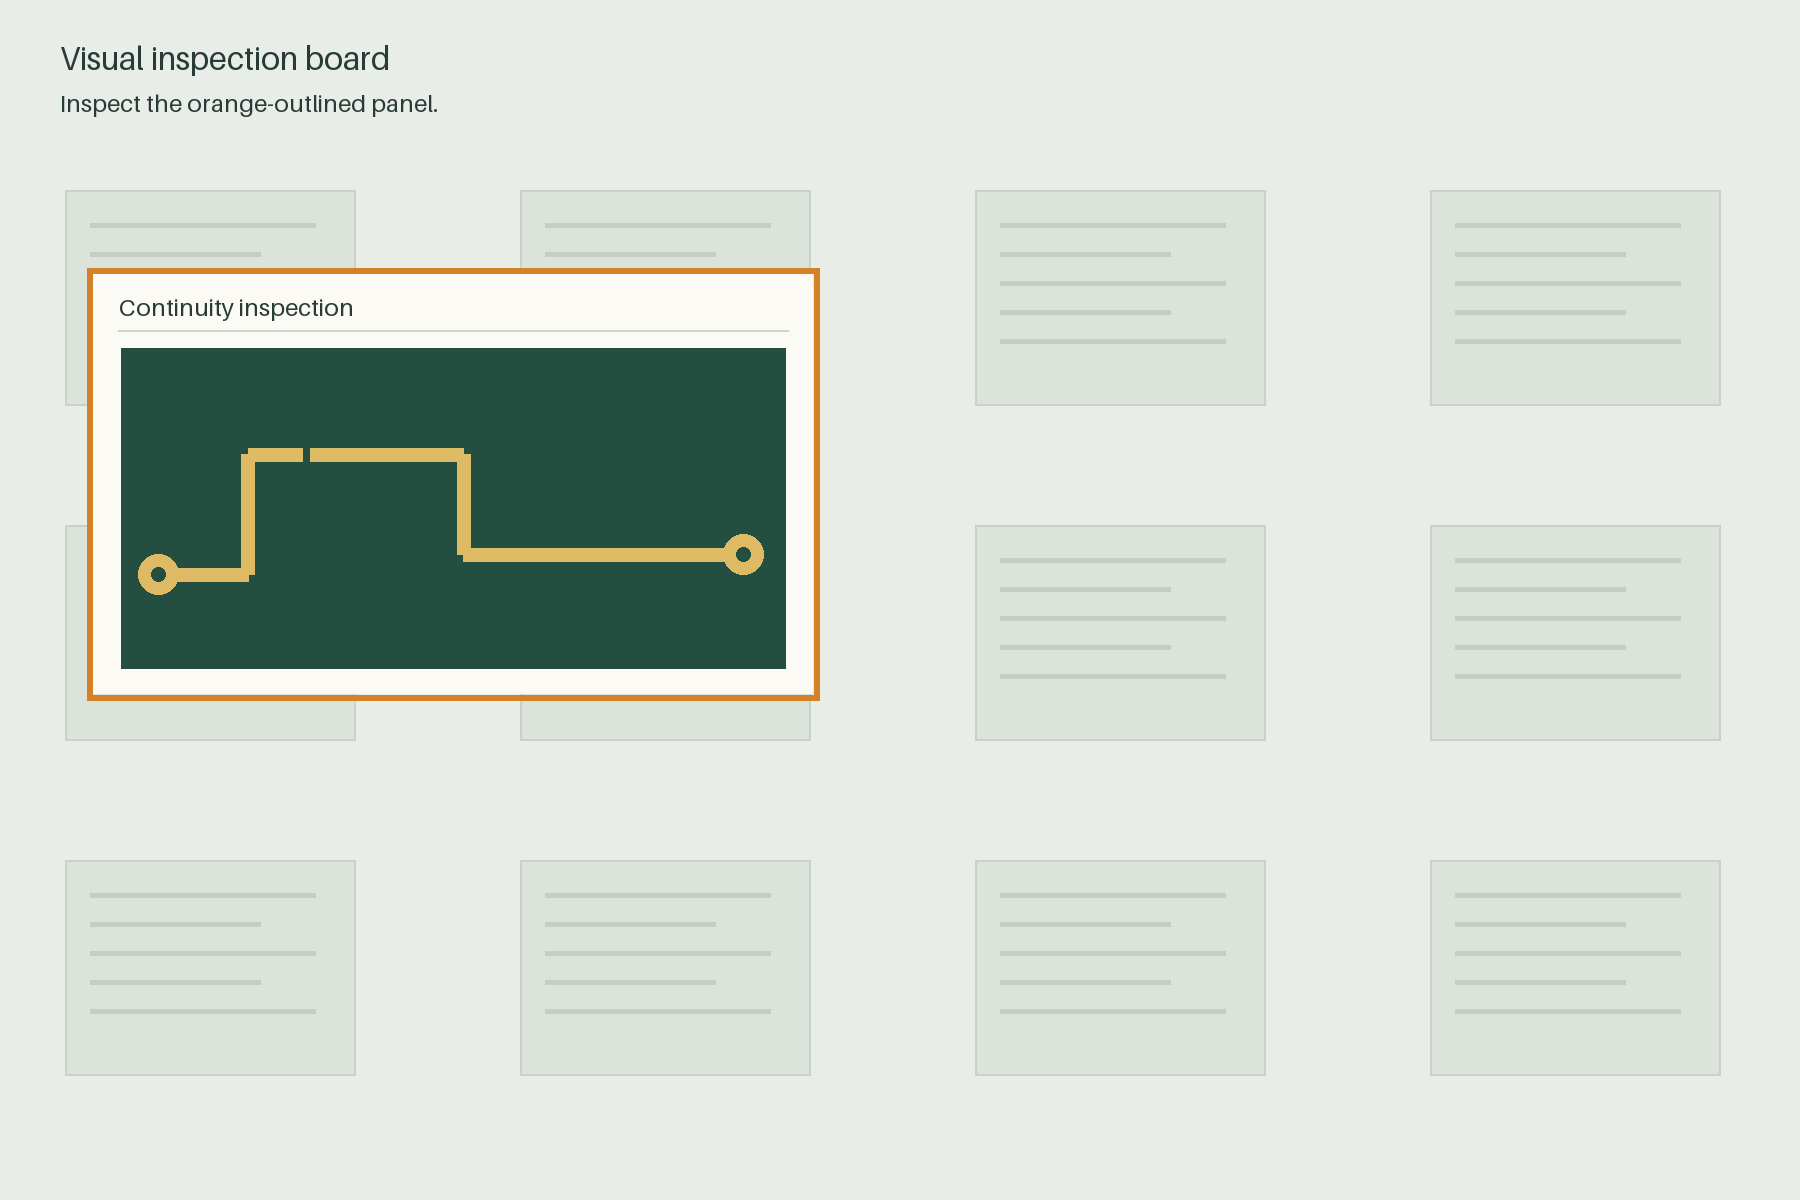 Visual inspection board
Inspect the orange-outlined panel.
Continuity inspection